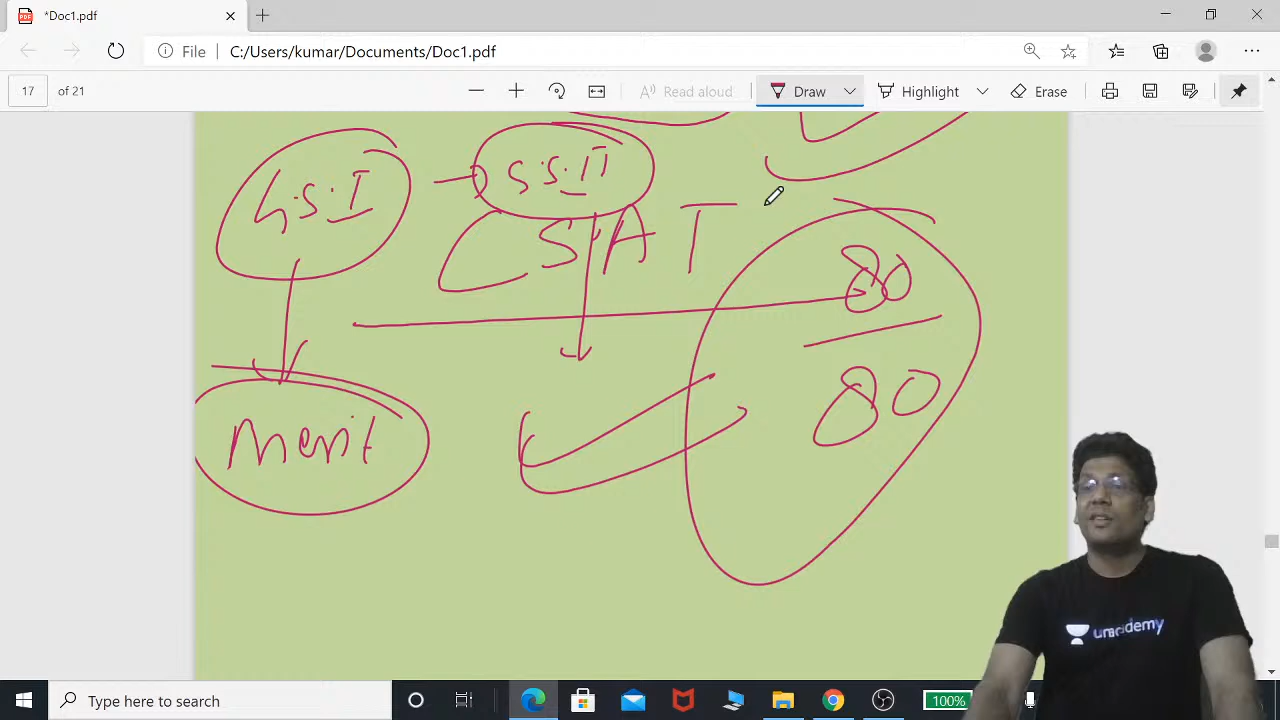 *Doc1.pdf
File C:/Users/kumar/Documents/Doc1.pdf
17 of 21 Read aloud Draw Highlight Erase
G.S.I S.S.II
CSAT
80
80
Merit
unacademy
Type here to search 100%